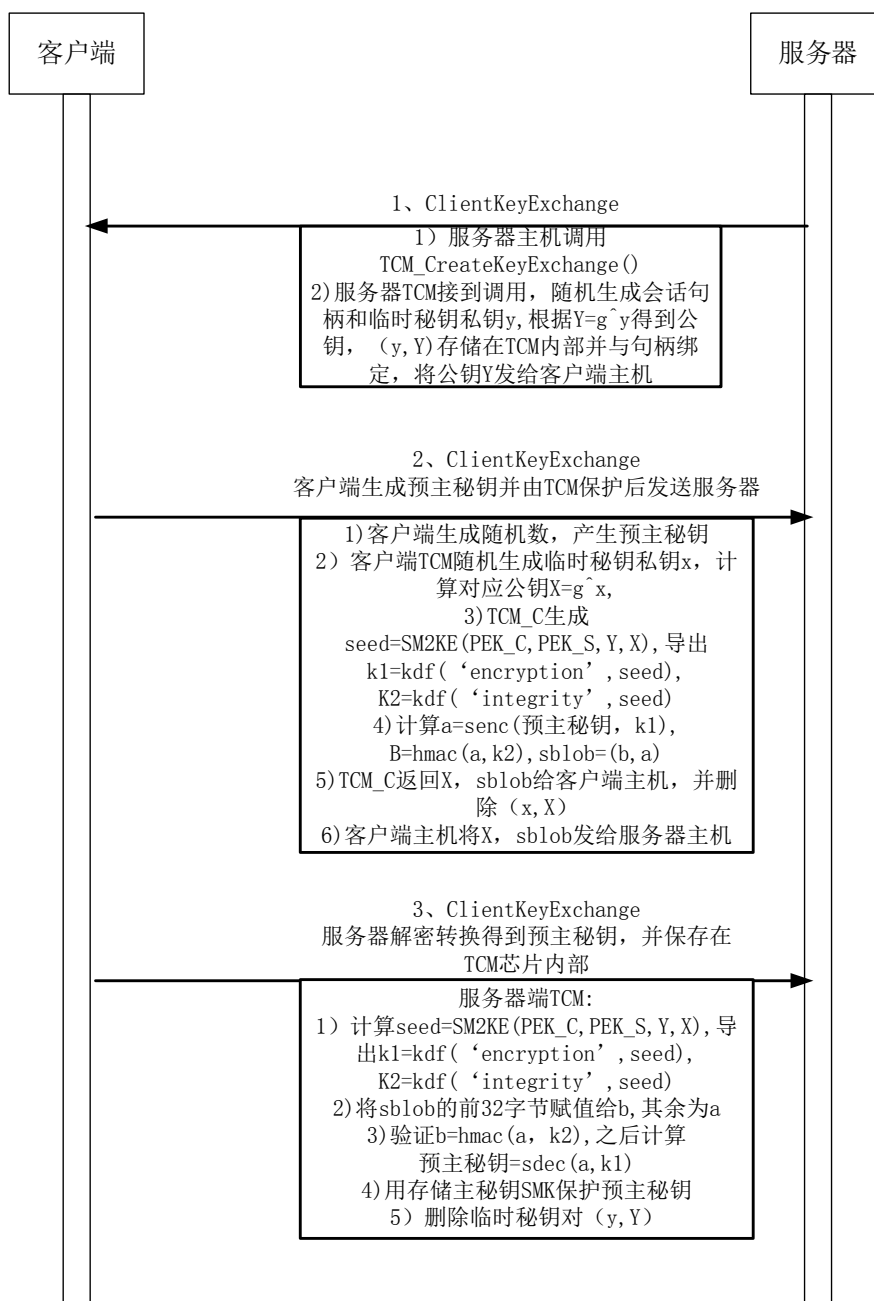 客户端
服务器
1、ClientKeyExchange
1）服务器主机调用
TCM_CreateKeyExchange()
2)服务器TCM接到调用，随机生成会话句
柄和临时秘钥私钥y,根据Y=g^y得到公
钥，（y,Y)存储在TCM内部并与句柄绑
定，将公钥Y发给客户端主机
2、ClientKeyExchange
客户端生成预主秘钥并由TCM保护后发送服务器
1)客户端生成随机数，产生预主秘钥
2）客户端TCM随机生成临时秘钥私钥x，计
算对应公钥X=g^x,
3)TCM_C生成
seed=SM2KE(PEK_C,PEK_S,Y,X),导出
k1=kdf(‘encryption’,seed),
K2=kdf(‘integrity’,seed)
4)计算a=senc(预主秘钥，k1),
B=hmac(a,k2),sblob=(b,a)
5)TCM_C返回X，sblob给客户端主机，并删
除（x,X）
6)客户端主机将X，sblob发给服务器主机
3、ClientKeyExchange
服务器解密转换得到预主秘钥，并保存在
TCM芯片内部
服务器端TCM:
1）计算seed=SM2KE(PEK_C,PEK_S,Y,X),导
出k1=kdf(‘encryption’,seed),
K2=kdf(‘integrity’,seed)
2)将sblob的前32字节赋值给b,其余为a
3)验证b=hmac(a，k2),之后计算
预主秘钥=sdec(a,k1)
4)用存储主秘钥SMK保护预主秘钥
5）删除临时秘钥对（y,Y）